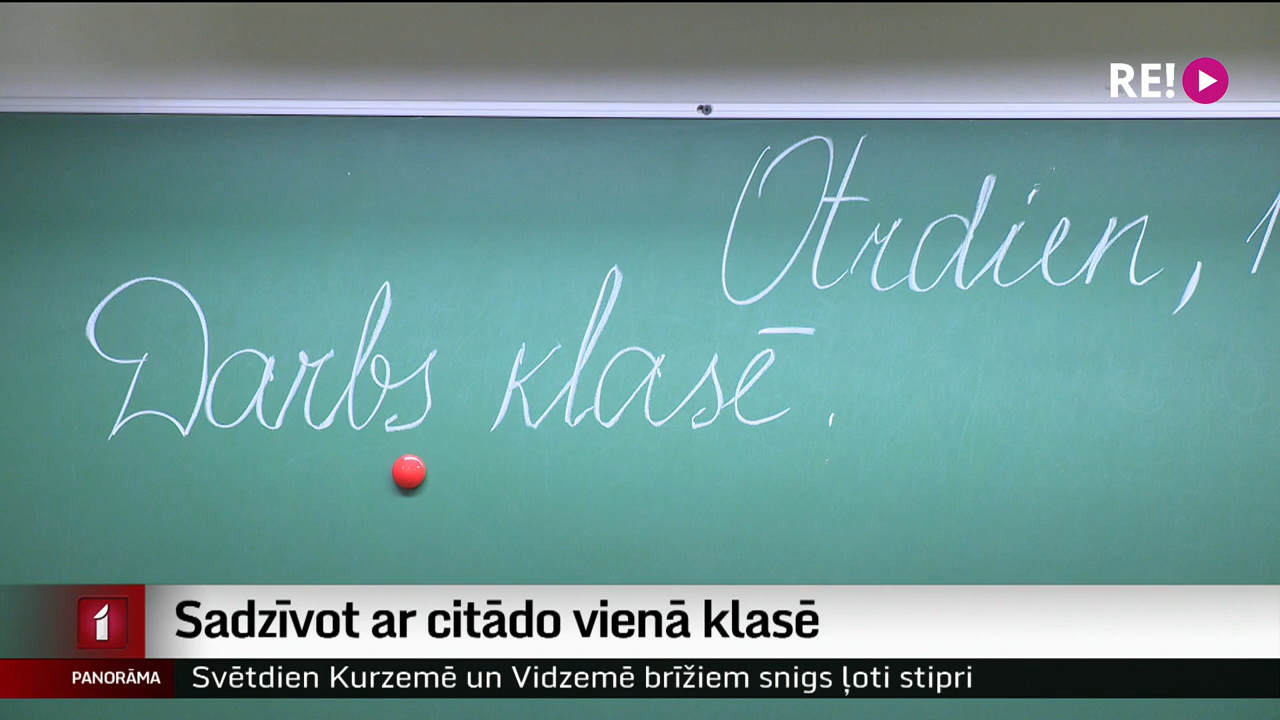 RE!
Otrdien, 1
Darbs klasē.
1
Sadzīvot ar citādo vienā klasē
PANORĀMA
Svētdien Kurzemē un Vidzemē brīžiem snigs ļoti stipri